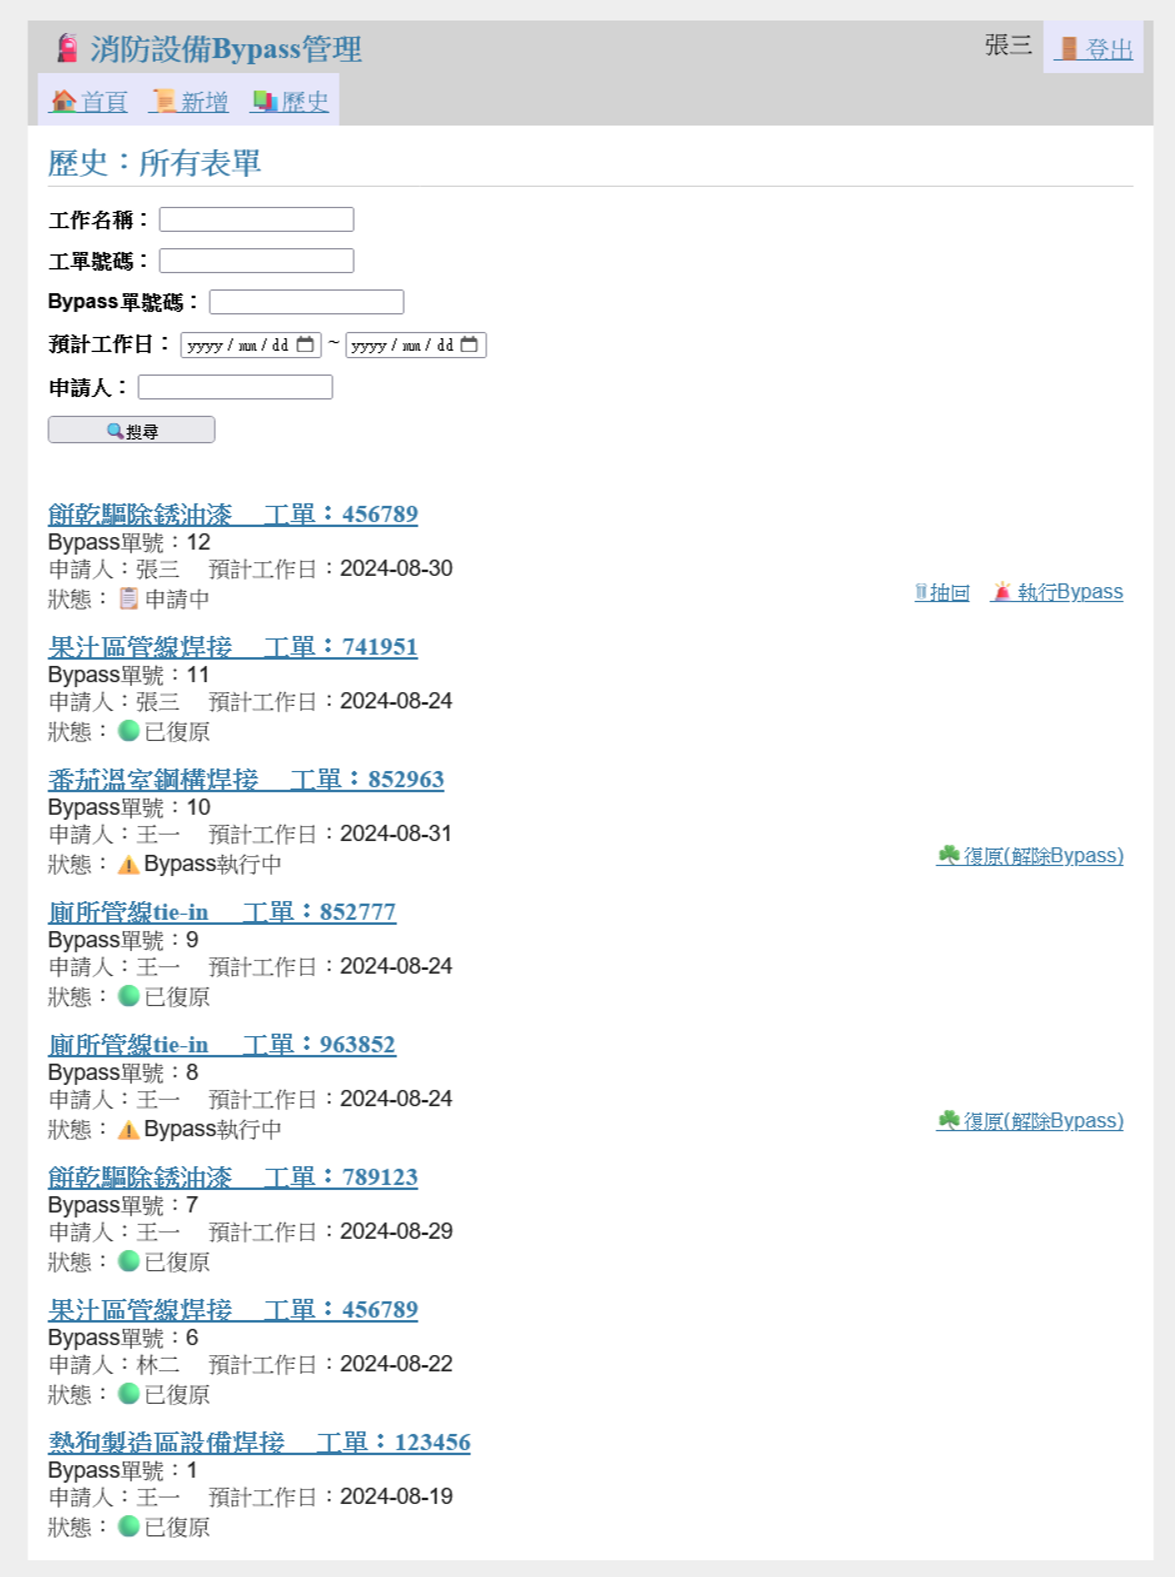 消防設備Bypass管理
張三 登出
首頁 新增 歷史
歷史：所有表單
工作名稱：
工單號碼：
Bypass單號碼：
預計工作日： yyyy / mm / dd ~ yyyy / mm / dd
申請人：
搜尋
餅乾驅除銹油漆 工單：456789
Bypass單號：12
申請人：張三 預計工作日：2024-08-30
狀態：申請中
抽回 執行Bypass
果汁區管線焊接 工單：741951
Bypass單號：11
申請人：張三 預計工作日：2024-08-24
狀態：已復原
番茄溫室鋼構焊接 工單：852963
Bypass單號：10
申請人：王一 預計工作日：2024-08-31
狀態：Bypass執行中
復原(解除Bypass)
廁所管線tie-in 工單：852777
Bypass單號：9
申請人：王一 預計工作日：2024-08-24
狀態：已復原
廁所管線tie-in 工單：963852
Bypass單號：8
申請人：王一 預計工作日：2024-08-24
狀態：Bypass執行中
復原(解除Bypass)
餅乾驅除銹油漆 工單：789123
Bypass單號：7
申請人：王一 預計工作日：2024-08-29
狀態：已復原
果汁區管線焊接 工單：456789
Bypass單號：6
申請人：林二 預計工作日：2024-08-22
狀態：已復原
熱狗製造區設備焊接 工單：123456
Bypass單號：1
申請人：王一 預計工作日：2024-08-19
狀態：已復原